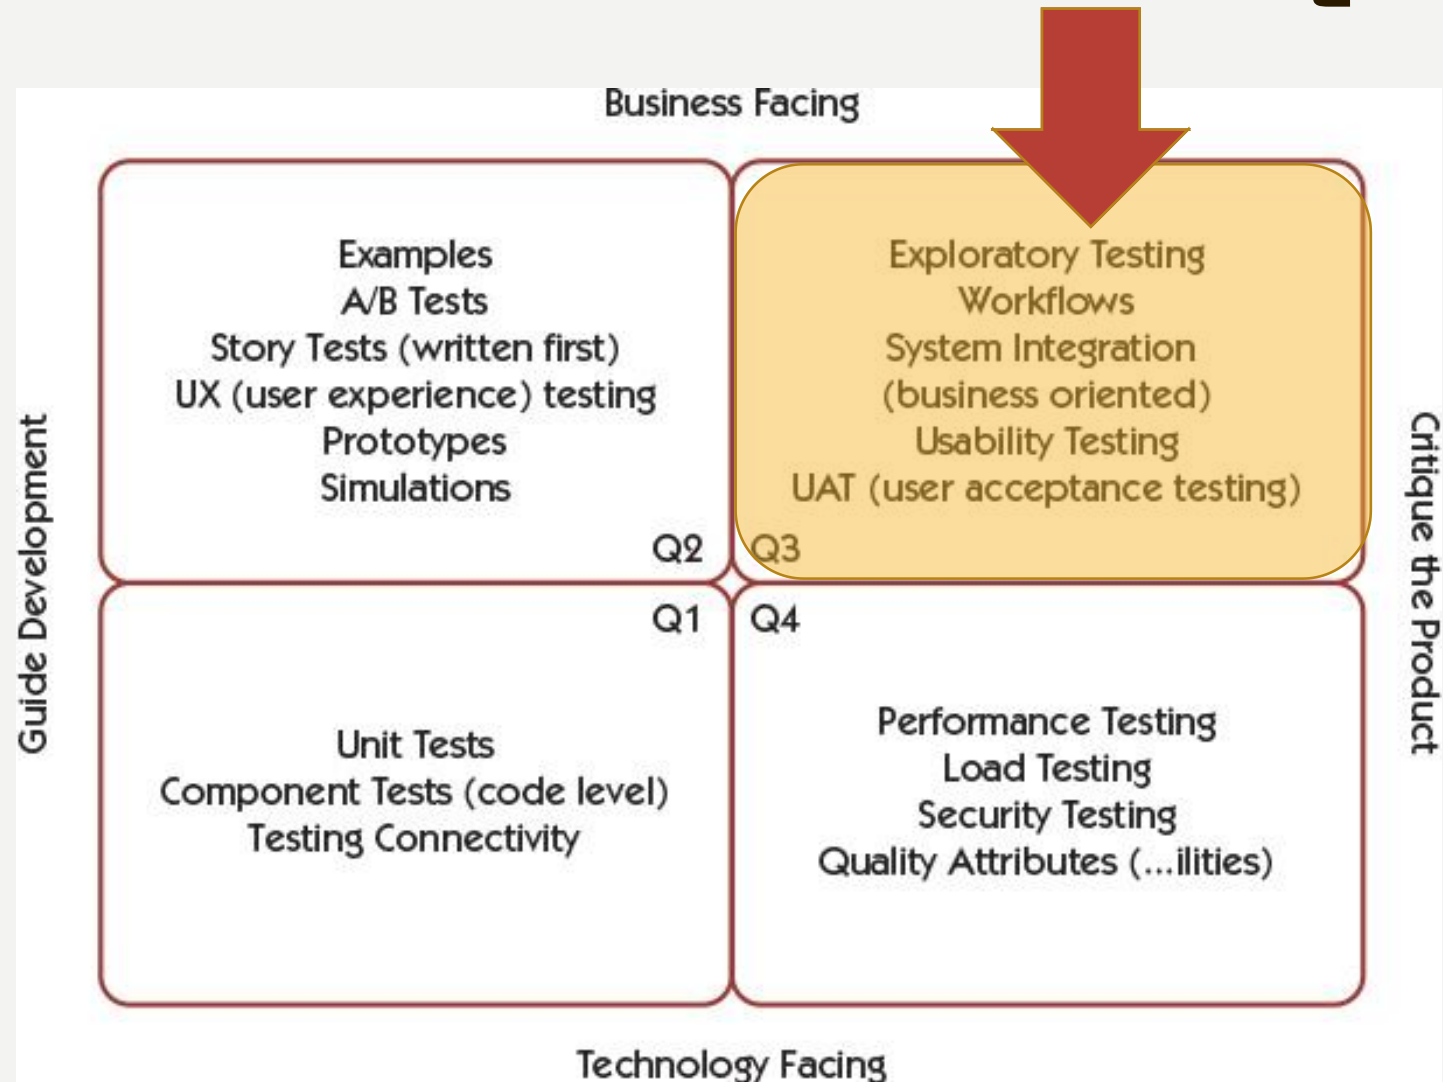 Business Facing
Guide Development
Examples
A/B Tests
Story Tests (written first)
UX (user experience) testing
Prototypes
Simulations
Q2
Exploratory Testing
Workflows
System Integration
(business oriented)
Usability Testing
UAT (user acceptance testing)
Q3
Critique the Product
Q1
Unit Tests
Component Tests (code level)
Testing Connectivity
Q4
Performance Testing
Load Testing
Security Testing
Quality Attributes (...ilities)
Technology Facing